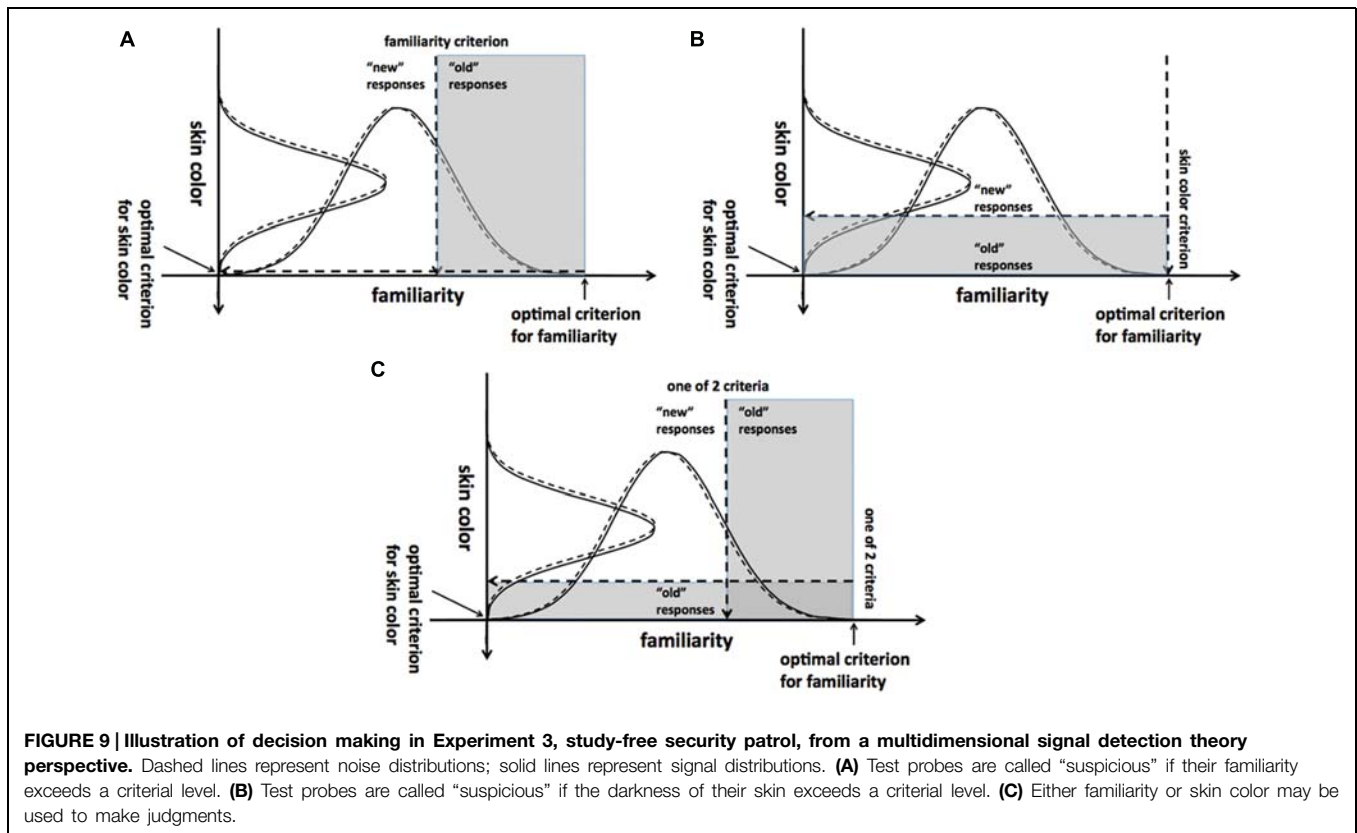 A
familiarity criterion
"new"
responses
"old"
responses
skin color
optimal criterion
for skin color
familiarity
optimal criterion
for familiarity
B
skin color
skin color criterion
"new"
responses
"old"
responses
optimal criterion
for skin color
familiarity
optimal criterion
for familiarity
C
one of 2 criteria
"new"
responses
"old"
responses
skin color
one of 2 criteria
optimal criterion
for skin color
"old"
responses
familiarity
optimal criterion
for familiarity
FIGURE 9 | Illustration of decision making in Experiment 3, study-free security patrol, from a multidimensional signal detection theory
perspective. Dashed lines represent noise distributions; solid lines represent signal distributions. (A) Test probes are called “suspicious” if their familiarity
exceeds a criterial level. (B) Test probes are called “suspicious” if the darkness of their skin exceeds a criterial level. (C) Either familiarity or skin color may be
used to make judgments.